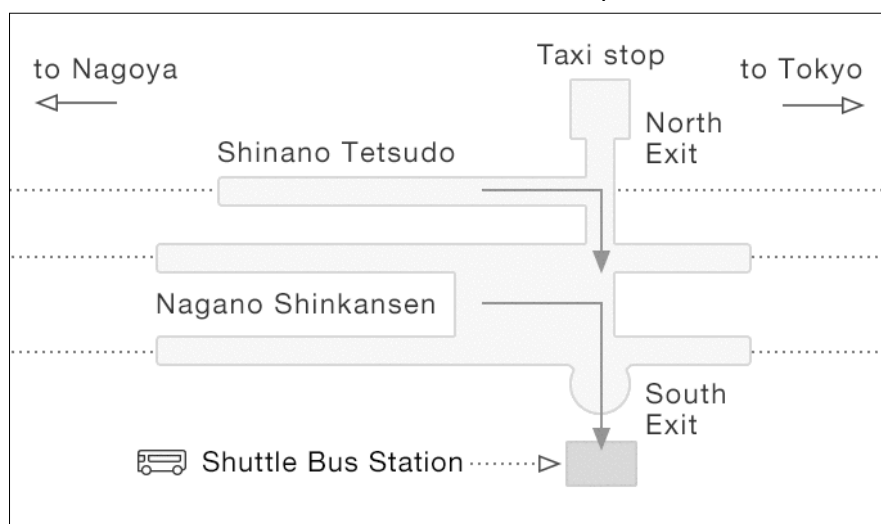 Taxi stop
to Nagoya
to Tokyo
North
Exit
Shinano Tetsudo
Nagano Shinkansen
South
Exit
Shuttle Bus Station